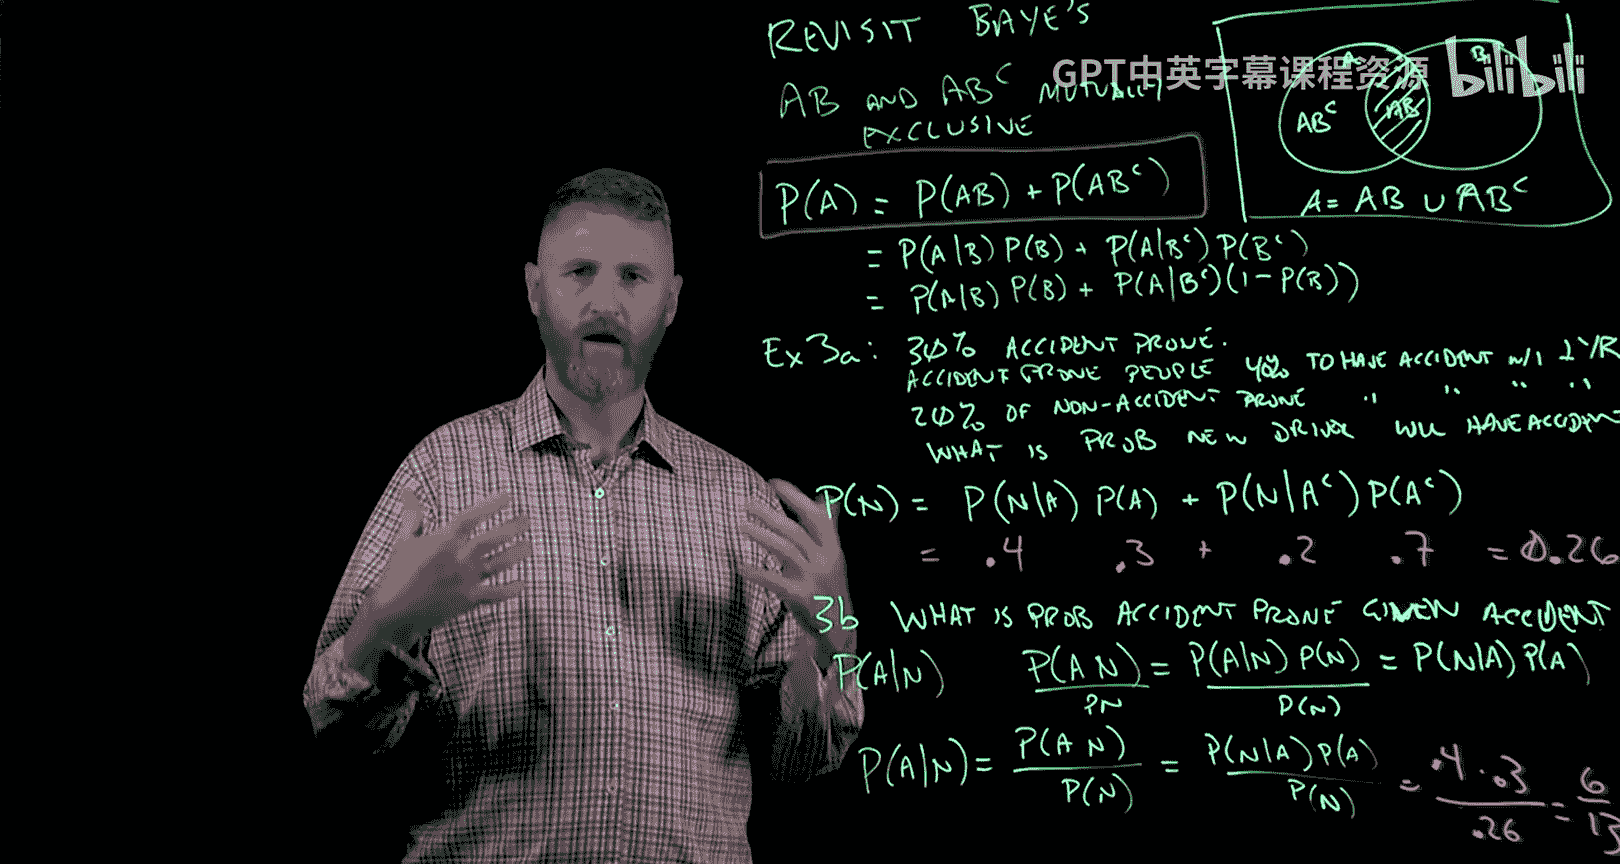 REVISIT BAYE'S
GPT中英字幕课程资源 bilibili
AB AND AB^C MUTUALLY
EXCLUSIVE
A B
AB^C AB
A = AB ∪ AB^C
P(A) = P(AB) + P(AB^C)
= P(A|B) P(B) + P(A|B^C) P(B^C)
= P(A|B) P(B) + P(A|B^C)(1 - P(B))
Ex 3a: 30% ACCIDENT PRONE.
ACCIDENT PRONE PEOPLE 40% TO HAVE ACCIDENT W/I 1 YR
20% OF NON-ACCIDENT PRONE " " " "
WHAT IS PROB NEW DRIVER WILL HAVE ACCIDENT
P(N) = P(N|A) P(A) + P(N|A^C) P(A^C)
= .4 .3 + .2 .7 = 0.26
3b WHAT IS PROB ACCIDENT PRONE GIVEN ACCIDENT
P(A|N) P(A N) / PN = P(A|N) P(N) / P(N) = P(N|A) P(A)
P(A|N) = P(A N) / P(N) = P(N|A) P(A) / P(N) = .4 · .3 / .26 = 6 / 13